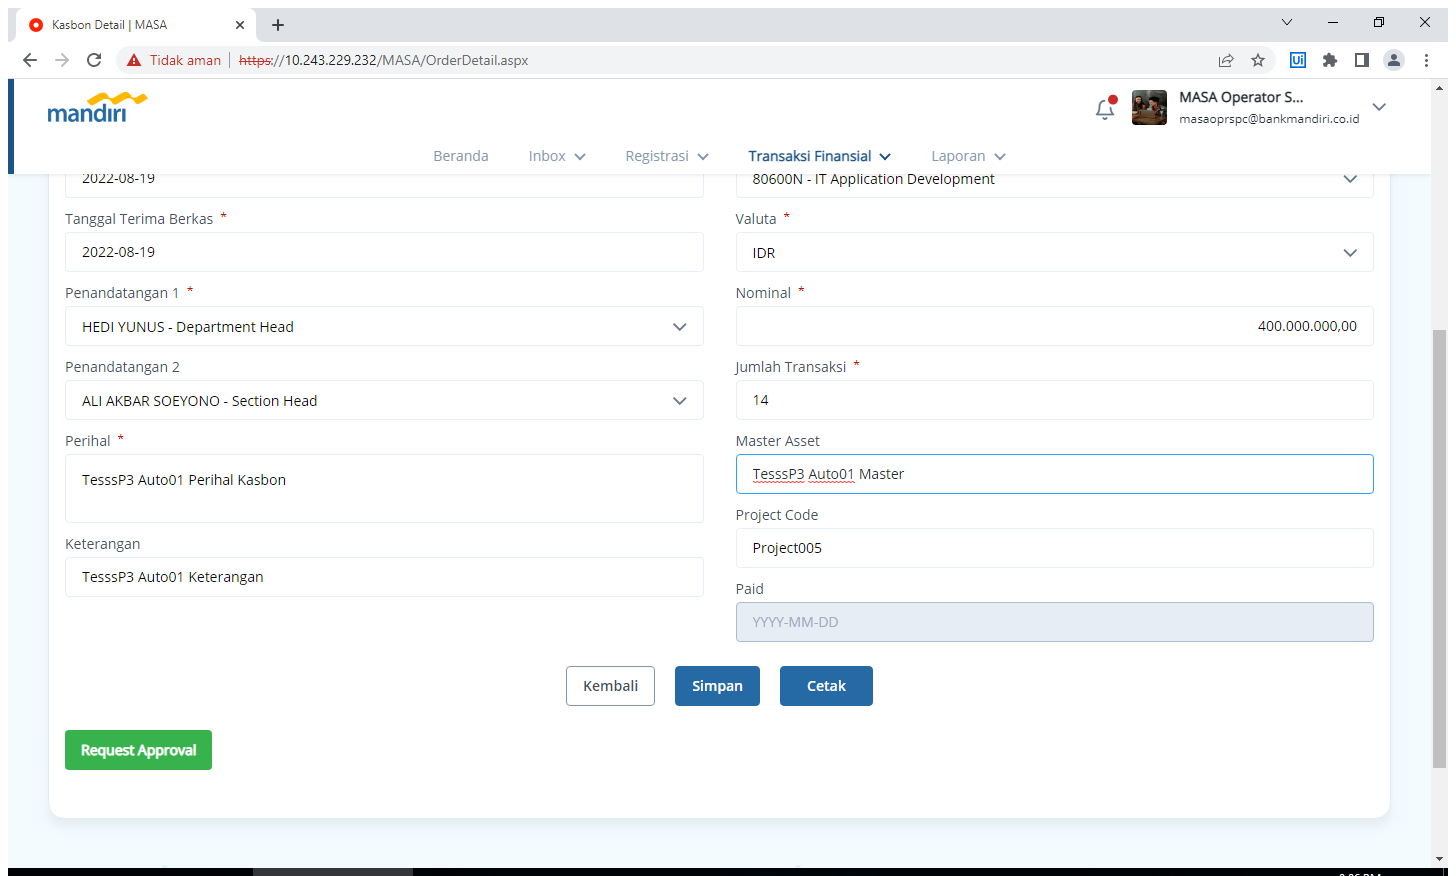 Kasbon Detail | MASA
Tidak aman | https://10.243.229.232/MASA/OrderDetail.aspx
mandırı
MASA Operator S...
masaoprspc@bankmandiri.co.id
Beranda Inbox Registrasi Transaksi Finansial Laporan
2022-08-19
80600N - IT Application Development
Tanggal Terima Berkas *
Valuta *
2022-08-19
IDR
Penandatangan 1 *
Nominal *
HEDI YUNUS - Department Head
400.000.000,00
Penandatangan 2
Jumlah Transaksi *
ALI AKBAR SOEYONO - Section Head
14
Perihal *
Master Asset
TesssP3 Auto01 Perihal Kasbon
TesssP3 Auto01 Master
Project Code
Keterangan
Project005
TesssP3 Auto01 Keterangan
Paid
YYYY-MM-DD
Kembali Simpan Cetak
Request Approval